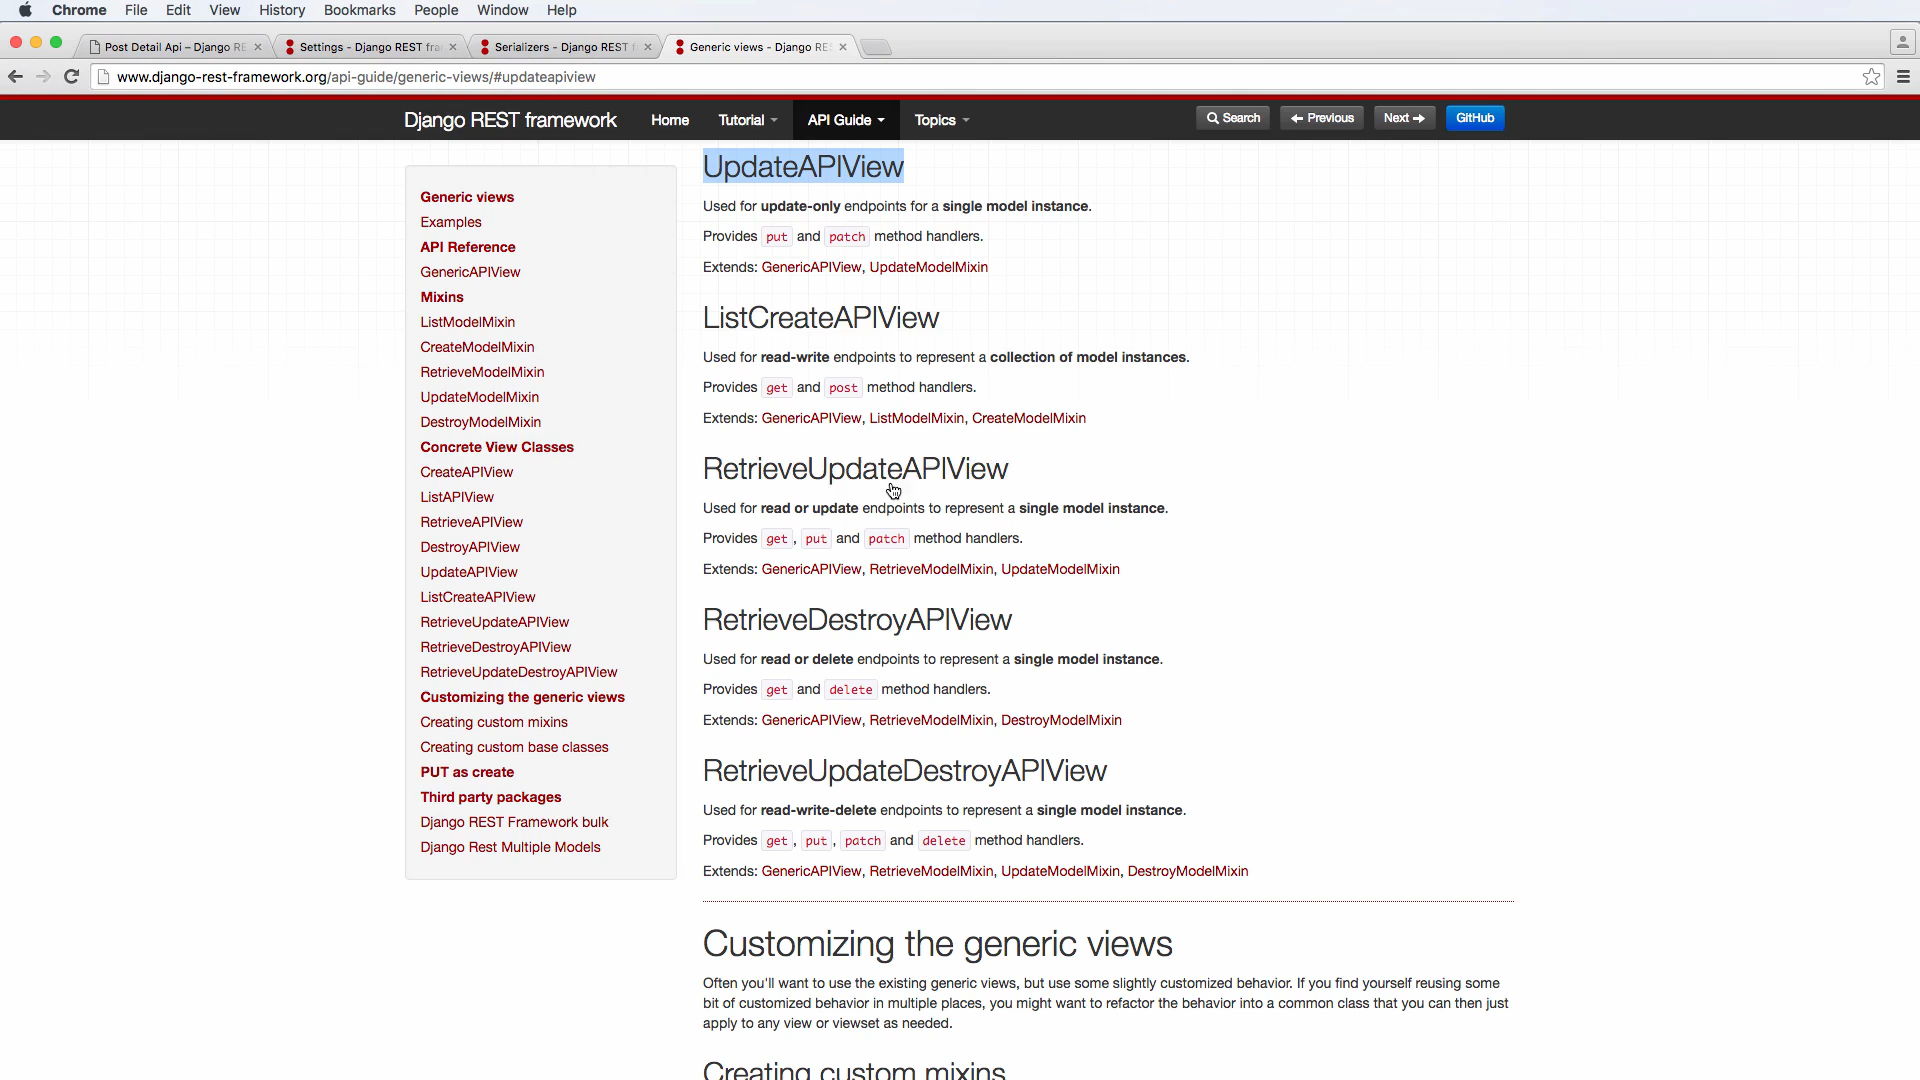 Chrome File Edit View History Bookmarks People Window Help
Post Detail Api – Django RE
Settings - Django REST fra
Serializers - Django REST f
Generic views - Django RES
www.django-rest-framework.org/api-guide/generic-views/#updateapiview
Django REST framework Home Tutorial API Guide Topics Search Previous Next GitHub
Generic views
Examples
API Reference
GenericAPIView
Mixins
ListModelMixin
CreateModelMixin
RetrieveModelMixin
UpdateModelMixin
DestroyModelMixin
Concrete View Classes
CreateAPIView
ListAPIView
RetrieveAPIView
DestroyAPIView
UpdateAPIView
ListCreateAPIView
RetrieveUpdateAPIView
RetrieveDestroyAPIView
RetrieveUpdateDestroyAPIView
Customizing the generic views
Creating custom mixins
Creating custom base classes
PUT as create
Third party packages
Django REST Framework bulk
Django Rest Multiple Models
UpdateAPIView
Used for update-only endpoints for a single model instance.
Provides put and patch method handlers.
Extends: GenericAPIView, UpdateModelMixin
ListCreateAPIView
Used for read-write endpoints to represent a collection of model instances.
Provides get and post method handlers.
Extends: GenericAPIView, ListModelMixin, CreateModelMixin
RetrieveUpdateAPIView
Used for read or update endpoints to represent a single model instance.
Provides get, put and patch method handlers.
Extends: GenericAPIView, RetrieveModelMixin, UpdateModelMixin
RetrieveDestroyAPIView
Used for read or delete endpoints to represent a single model instance.
Provides get and delete method handlers.
Extends: GenericAPIView, RetrieveModelMixin, DestroyModelMixin
RetrieveUpdateDestroyAPIView
Used for read-write-delete endpoints to represent a single model instance.
Provides get, put, patch and delete method handlers.
Extends: GenericAPIView, RetrieveModelMixin, UpdateModelMixin, DestroyModelMixin
Customizing the generic views
Often you'll want to use the existing generic views, but use some slightly customized behavior. If you find yourself reusing some
bit of customized behavior in multiple places, you might want to refactor the behavior into a common class that you can then just
apply to any view or viewset as needed.
Creating custom mixins